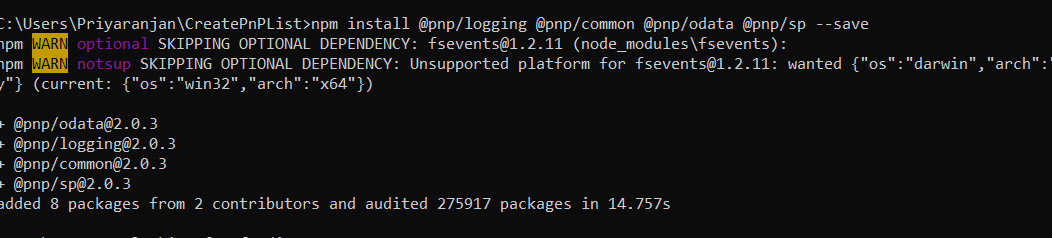 C:\Users\Priyaranjan\CreatePnPList>npm install @pnp/logging @pnp/common @pnp/odata @pnp/sp --save
npm WARN optional SKIPPING OPTIONAL DEPENDENCY: fsevents@1.2.11 (node_modules\fsevents):
npm WARN notsup SKIPPING OPTIONAL DEPENDENCY: Unsupported platform for fsevents@1.2.11: wanted {"os":"darwin","arch":"
y"} (current: {"os":"win32","arch":"x64"})
+ @pnp/odata@2.0.3
+ @pnp/logging@2.0.3
+ @pnp/common@2.0.3
+ @pnp/sp@2.0.3
added 8 packages from 2 contributors and audited 275917 packages in 14.757s